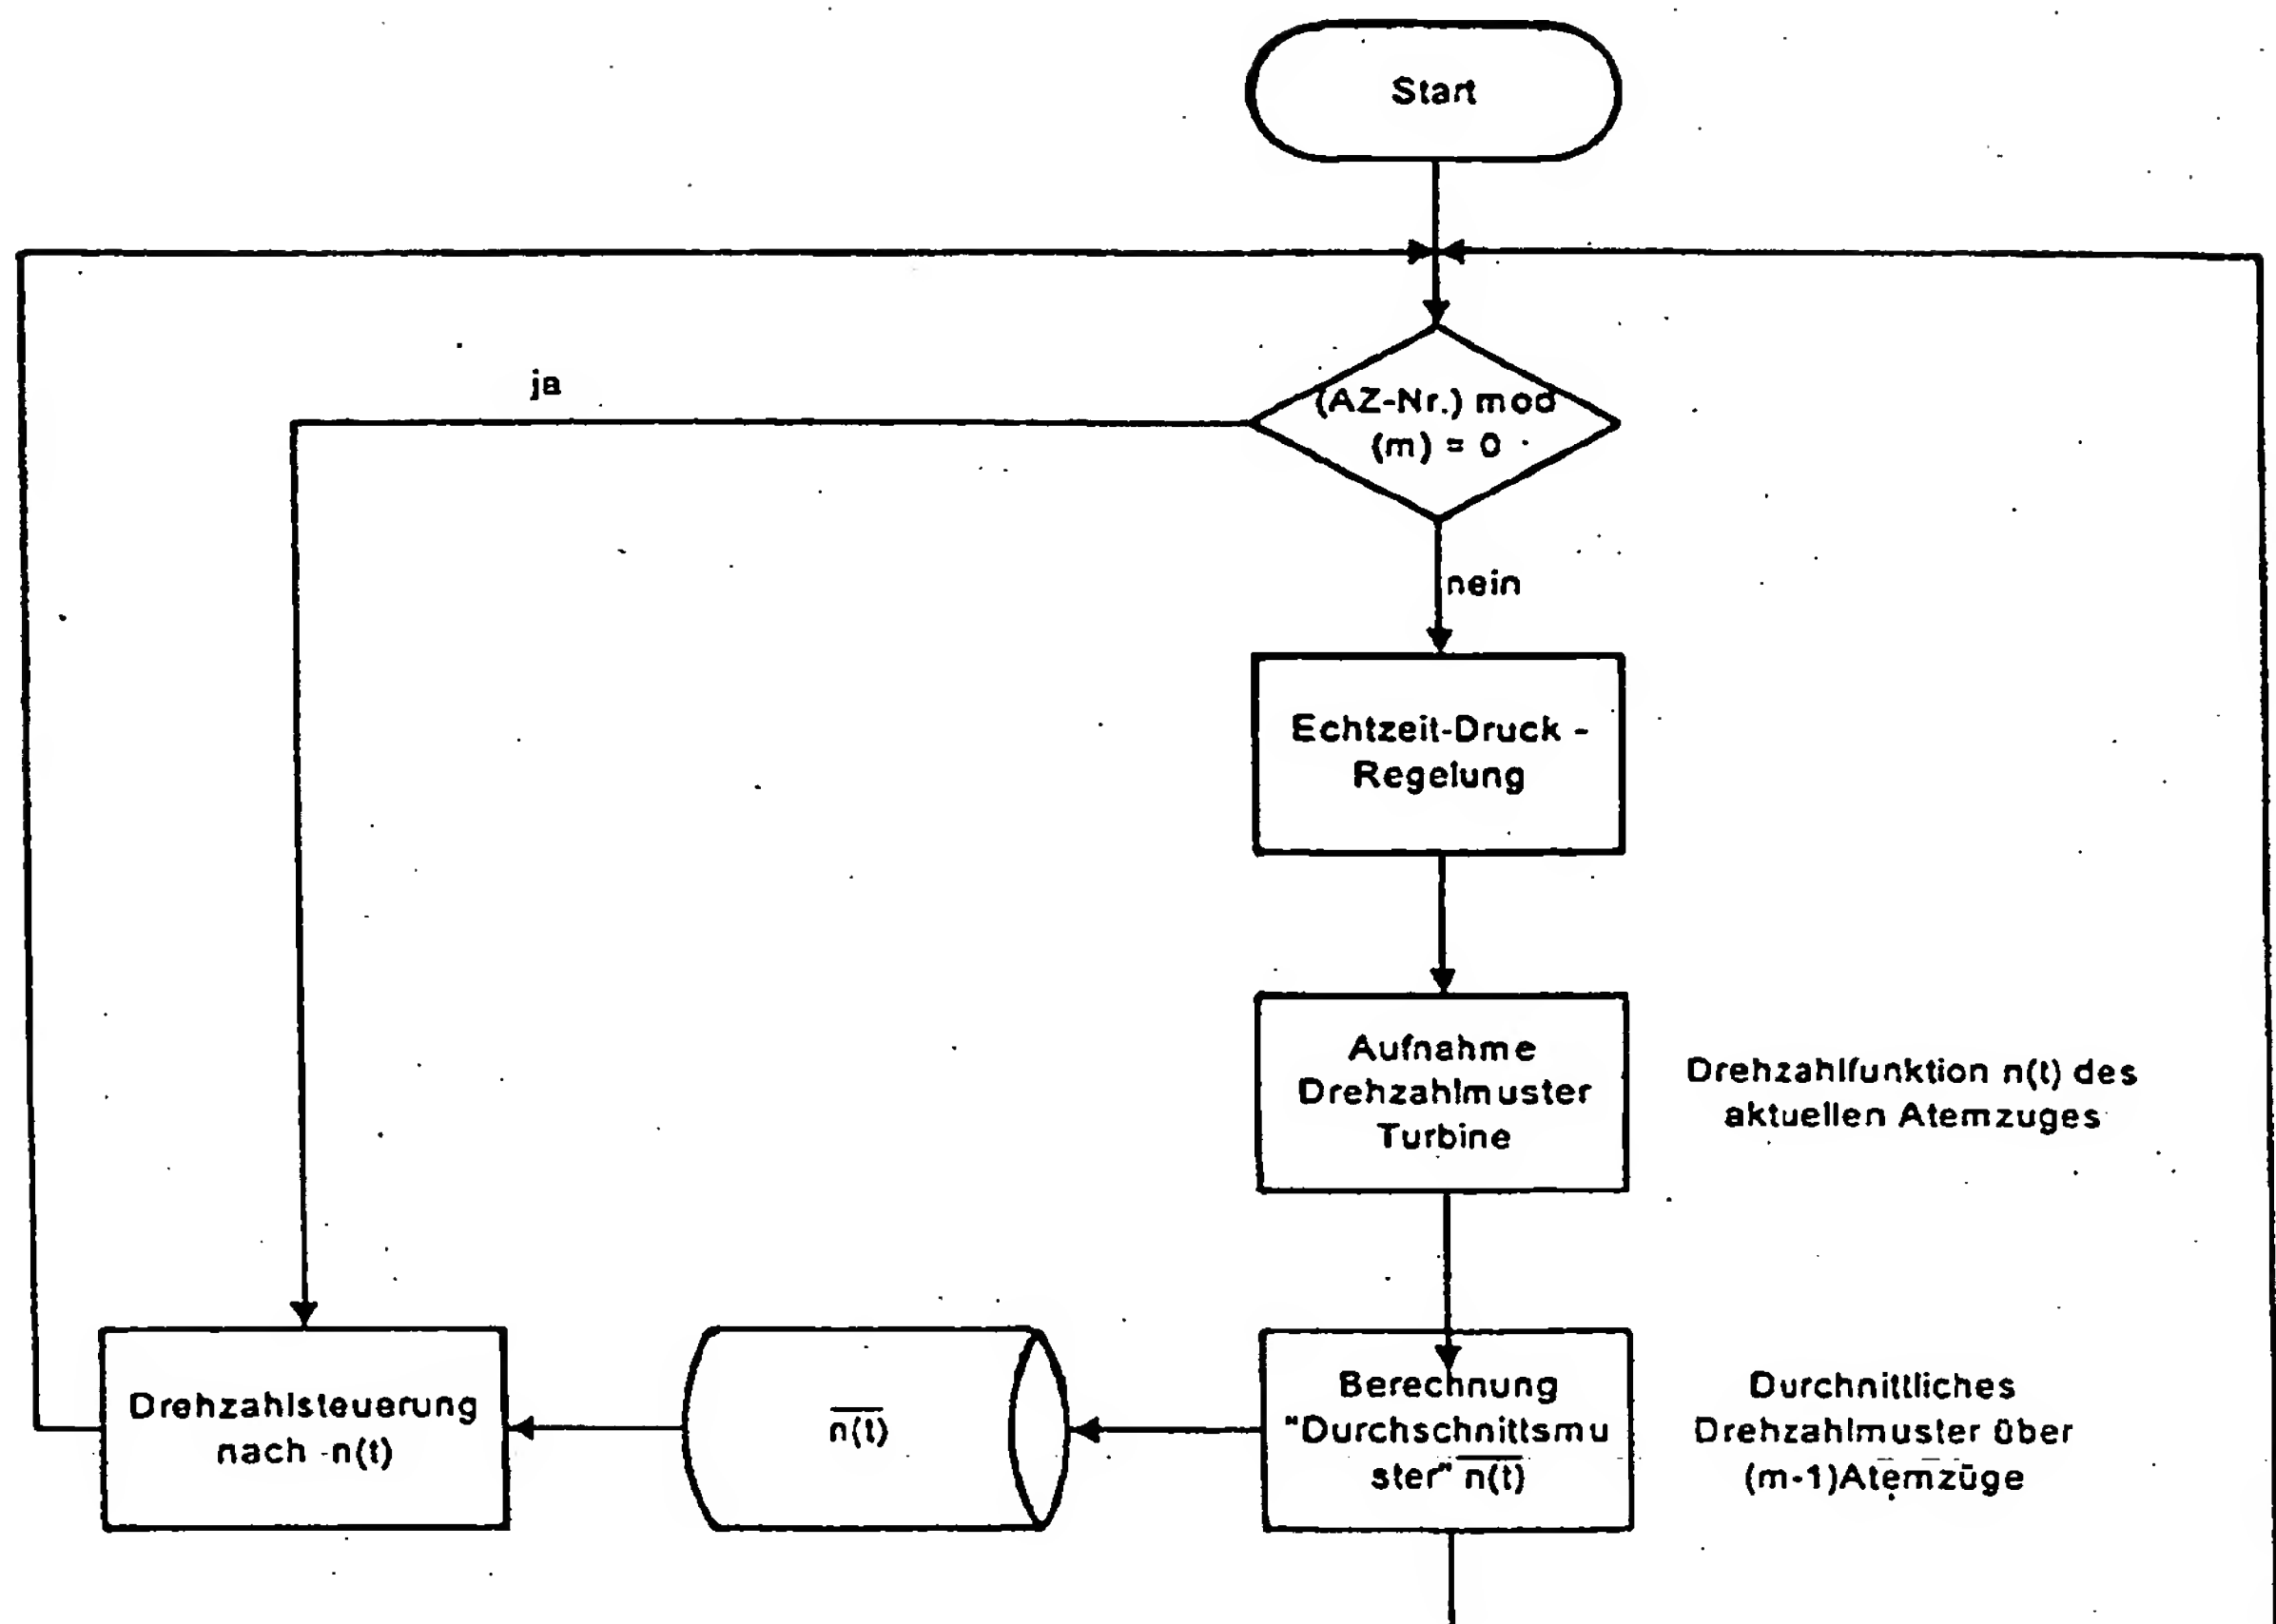 Start
ja
(AZ-Nr.) mod
(m) = 0
nein
Echtzeit-Druck -
Regelung
Aufnahme
Drehzahlmuster
Turbine
Drehzahlfunktion n(t) des
aktuellen Atemzuges
Drehzahlsteuerung
nach -n(t)
n(t)
Berechnung
"Durchschnittsmu
ster" n(t)
Durchnittliches
Drehzahlmuster über
(m-1)Atemzüge